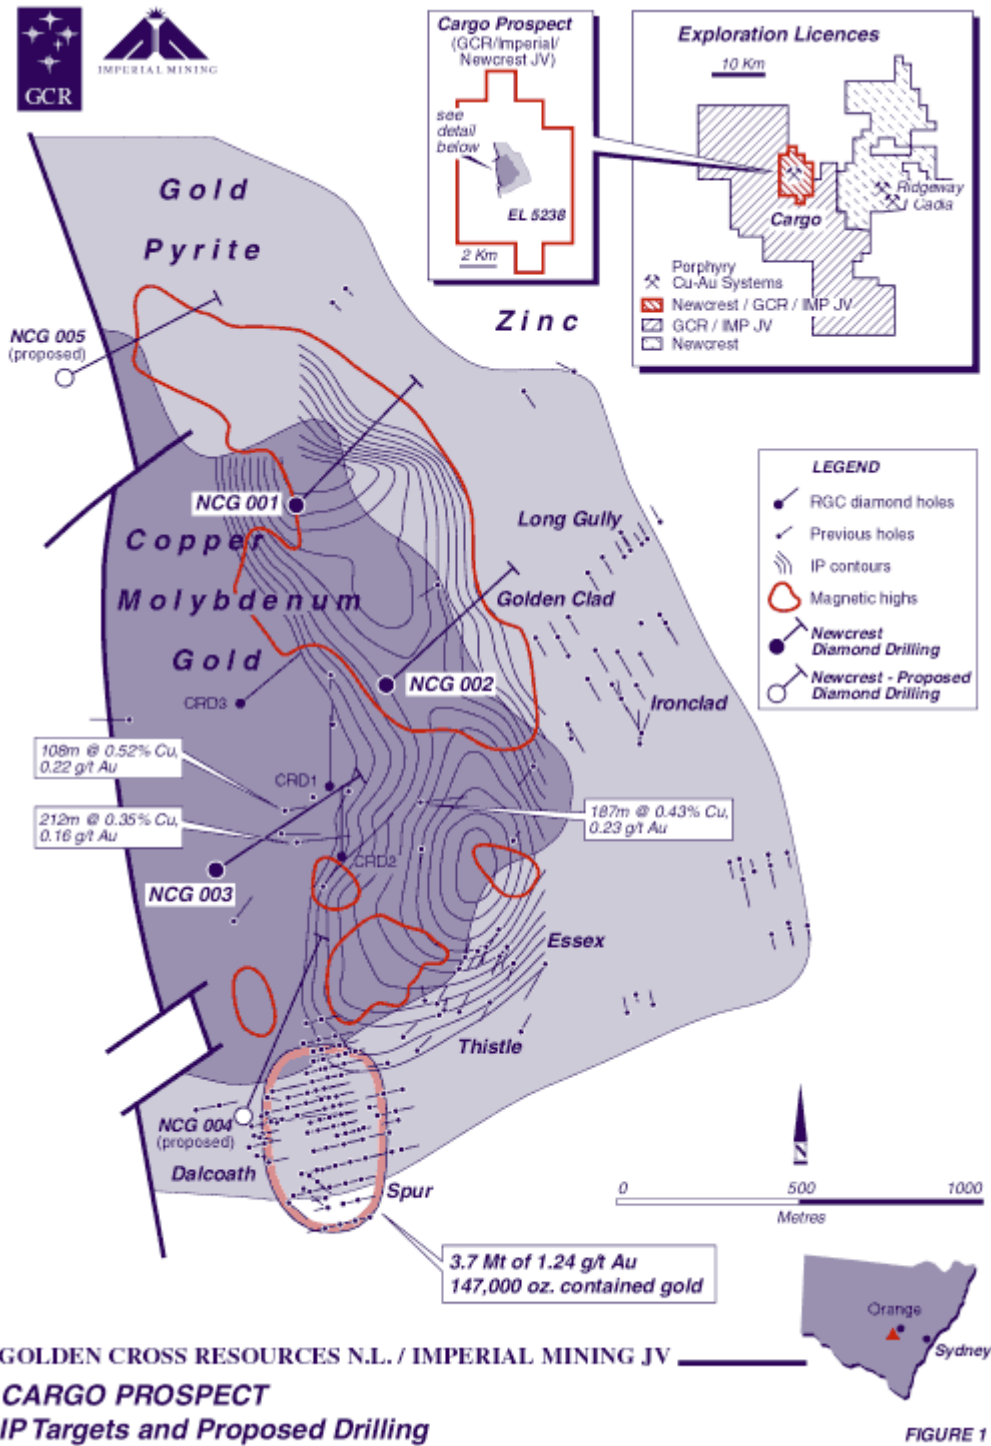 GCR
IMPERIAL MINING
Cargo Prospect
(GCR/Imperial/
Newcrest JV)
see
detail
below
EL 5238
2 Km
Exploration Licences
10 Km
Ridgeway
/ Cadia
Cargo
Porphyry
Cu-Au Systems
Newcrest / GCR / IMP JV
GCR / IMP JV
Newcrest
Gold
Pyrite
Zinc
NCG 005
(proposed)
NCG 001
Copper
Molybdenum
Gold
Long Gully
Golden Clad
NCG 002
Ironclad
CRD3
LEGEND
RGC diamond holes
Previous holes
IP contours
Magnetic highs
Newcrest
Diamond Drilling
Newcrest - Proposed
Diamond Drilling
108m @ 0.52% Cu,
0.22 g/t Au
CRD1
212m @ 0.35% Cu,
0.16 g/t Au
187m @ 0.43% Cu,
0.23 g/t Au
CRD2
NCG 003
Essex
Thistle
NCG 004
(proposed)
Dalcoath
Spur
N
0 500 1000
Metres
3.7 Mt of 1.24 g/t Au
147,000 oz. contained gold
Orange
Sydney
GOLDEN CROSS RESOURCES N.L. / IMPERIAL MINING JV
CARGO PROSPECT
IP Targets and Proposed Drilling
FIGURE 1